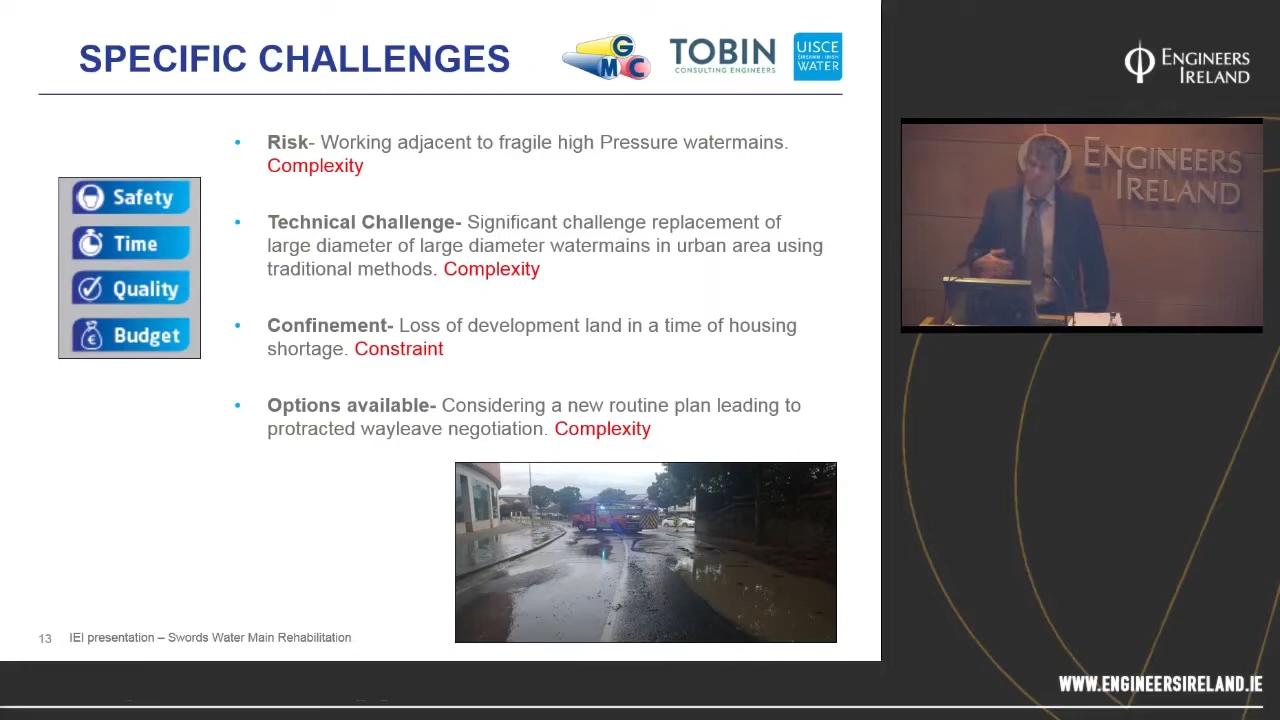 SPECIFIC CHALLENGES
GMC
TOBIN
CONSULTING ENGINEERS
UISCE
ÉIREANN : IRISH
WATER
ENGINEERS
IRELAND
Safety
Time
Quality
Budget
• Risk- Working adjacent to fragile high Pressure watermains.
Complexity
• Technical Challenge- Significant challenge replacement of
large diameter of large diameter watermains in urban area using
traditional methods. Complexity
• Confinement- Loss of development land in a time of housing
shortage. Constraint
• Options available- Considering a new routine plan leading to
protracted wayleave negotiation. Complexity
13 IEI presentation – Swords Water Main Rehabilitation
ENGINEERS
IRELAND
WWW.ENGINEERSIRELAND.IE